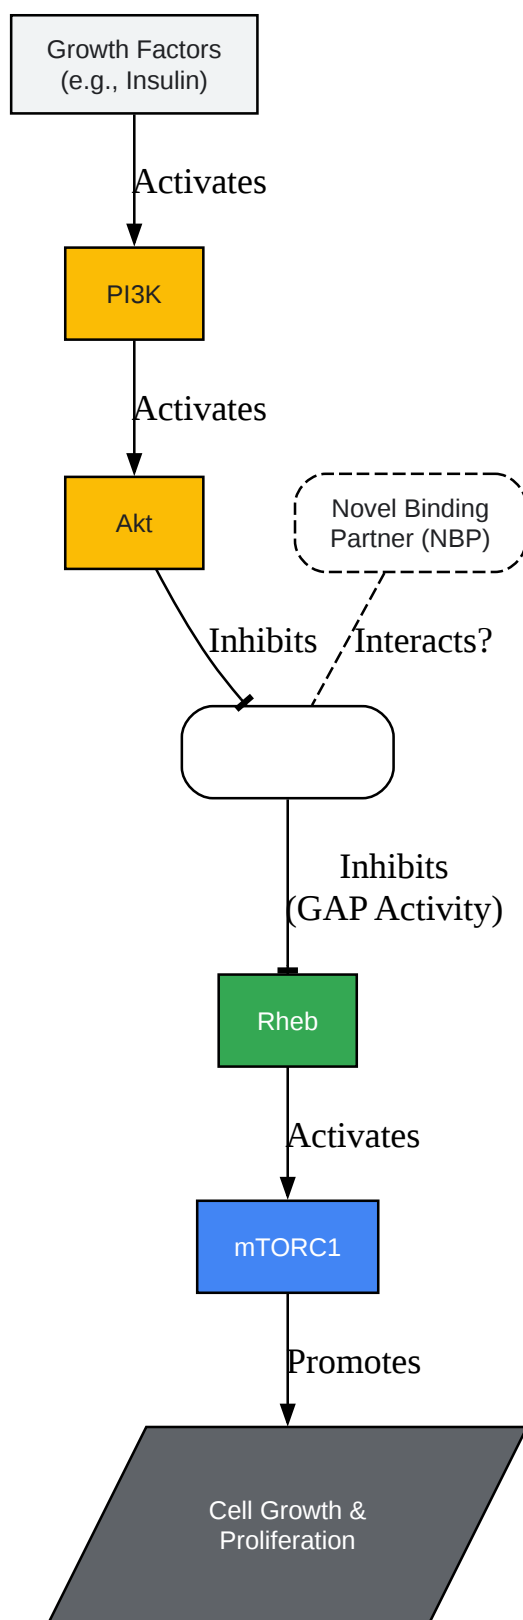 Growth Factors
(e.g., Insulin)
Activates
PI3K
Activates
Akt
Novel Binding
Partner (NBP)
Inhibits
Interacts?
Inhibits
(GAP Activity)
Rheb
Activates
mTORC1
Promotes
Cell Growth &
Proliferation